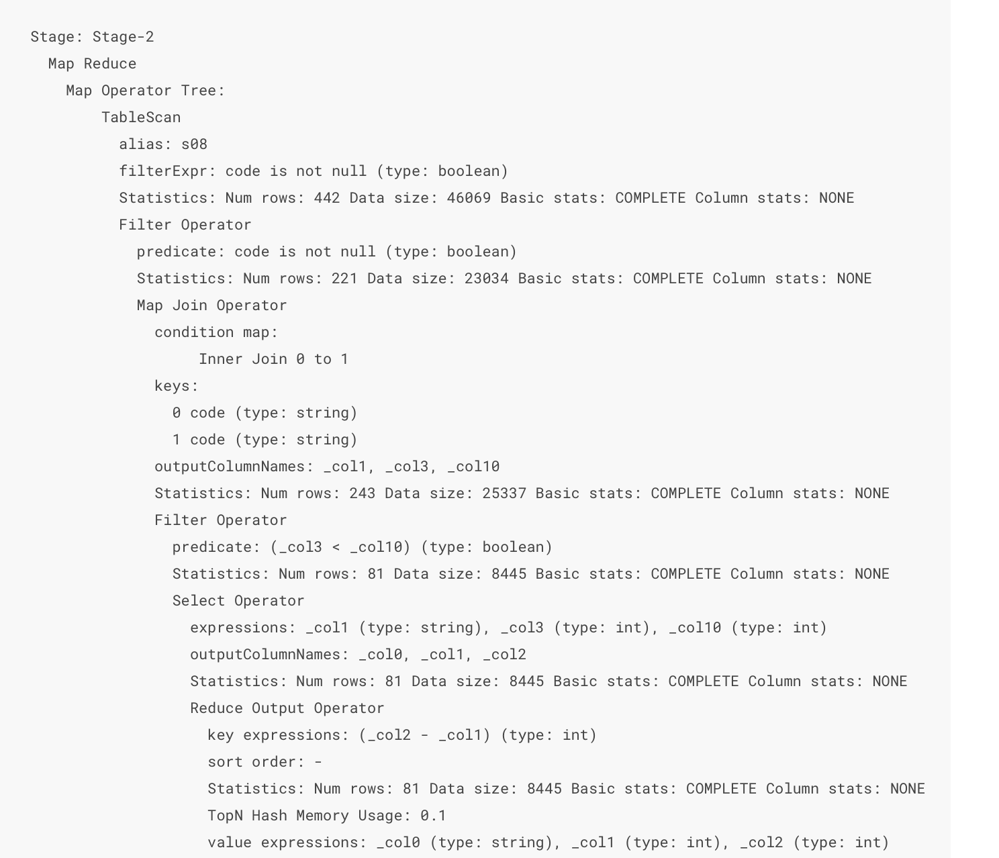 Stage: Stage-2
Map Reduce
Map Operator Tree:
TableScan
alias: s08
filterExpr: code is not null (type: boolean)
Statistics: Num rows: 442 Data size: 46069 Basic stats: COMPLETE Column stats: NONE
Filter Operator
predicate: code is not null (type: boolean)
Statistics: Num rows: 221 Data size: 23034 Basic stats: COMPLETE Column stats: NONE
Map Join Operator
condition map:
Inner Join 0 to 1
keys:
0 code (type: string)
1 code (type: string)
outputColumnNames: _col1, _col3, _col10
Statistics: Num rows: 243 Data size: 25337 Basic stats: COMPLETE Column stats: NONE
Filter Operator
predicate: (_col3 < _col10) (type: boolean)
Statistics: Num rows: 81 Data size: 8445 Basic stats: COMPLETE Column stats: NONE
Select Operator
expressions: _col1 (type: string), _col3 (type: int), _col10 (type: int)
outputColumnNames: _col0, _col1, _col2
Statistics: Num rows: 81 Data size: 8445 Basic stats: COMPLETE Column stats: NONE
Reduce Output Operator
key expressions: (_col2 - _col1) (type: int)
sort order: -
Statistics: Num rows: 81 Data size: 8445 Basic stats: COMPLETE Column stats: NONE
TopN Hash Memory Usage: 0.1
value expressions: _col0 (type: string), _col1 (type: int), _col2 (type: int)